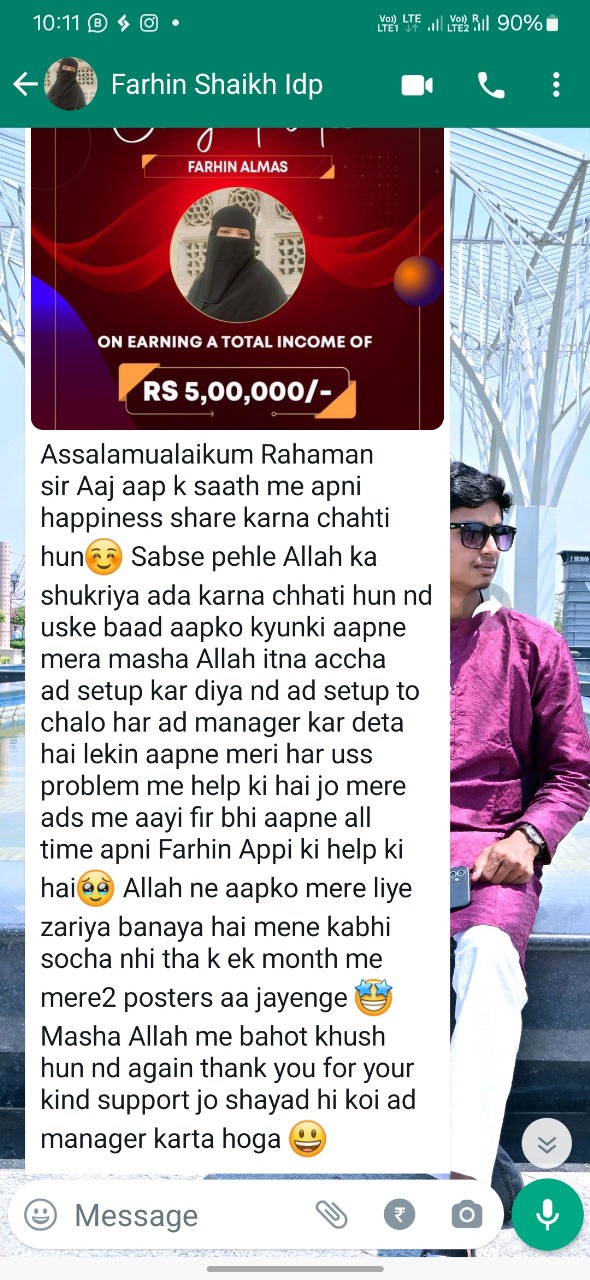 10:11
Vo)) LTE
LTE1
Vo)) R
LTE2
90%
Farhin Shaikh Idp
FARHIN ALMAS
ON EARNING A TOTAL INCOME OF
RS 5,00,000/-
Assalamualaikum Rahaman
sir Aaj aap k saath me apni
happiness share karna chahti
hun☺️ Sabse pehle Allah ka
shukriya ada karna chhati hun nd
uske baad aapko kyunki aapne
mera masha Allah itna accha
ad setup kar diya nd ad setup to
chalo har ad manager kar deta
hai lekin aapne meri har uss
problem me help ki hai jo mere
ads me aayi fir bhi aapne all
time apni Farhin Appi ki help ki
hai🥹 Allah ne aapko mere liye
zariya banaya hai mene kabhi
socha nhi tha k ek month me
mere2 posters aa jayenge 🤩
Masha Allah me bahot khush
hun nd again thank you for your
kind support jo shayad hi koi ad
manager karta hoga 😃
Message